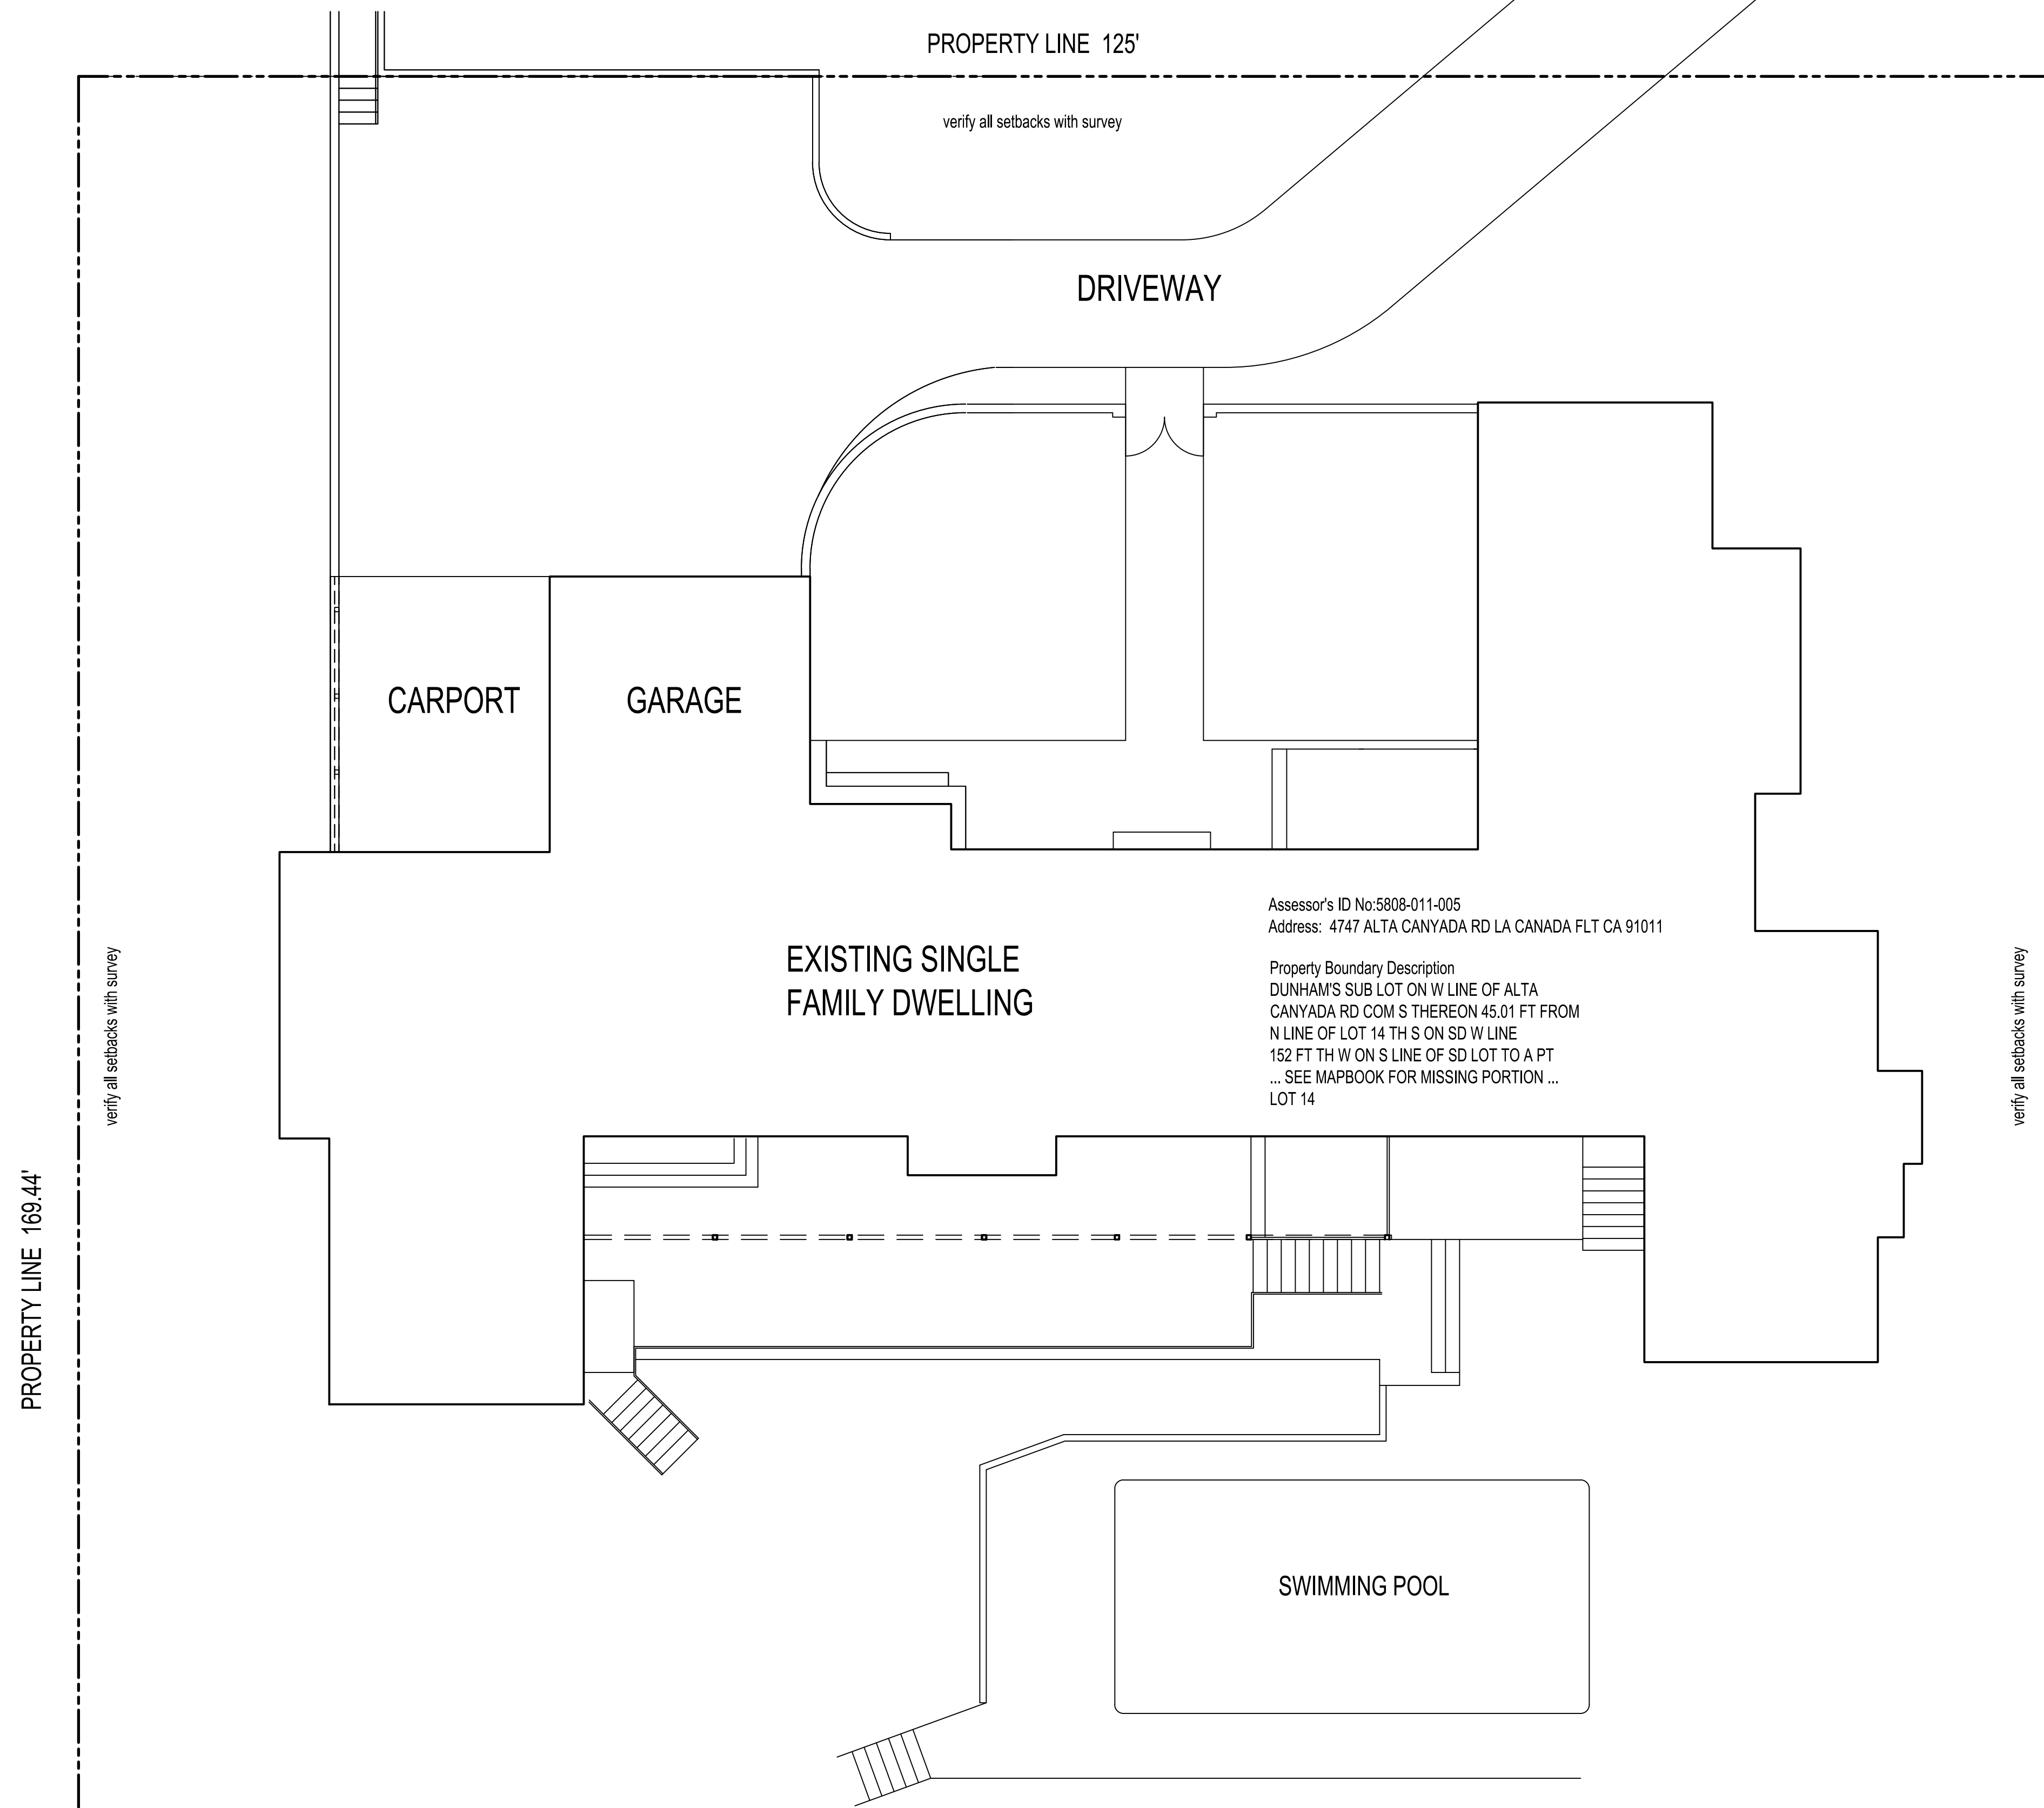 PROPERTY LINE  125'
verify all setbacks with survey
DRIVEWAY
CARPORT
GARAGE
Assessor's ID No:5808-011-005
Address:  4747 ALTA CANYADA RD LA CANADA FLT CA 91011
EXISTING SINGLE
FAMILY DWELLING
Property Boundary Description
DUNHAM'S SUB LOT ON W LINE OF ALTA
CANYADA RD COM S THEREON 45.01 FT FROM
N LINE OF LOT 14 TH S ON SD W LINE
152 FT TH W ON S LINE OF SD LOT TO A PT
... SEE MAPBOOK FOR MISSING PORTION ...
LOT 14
verify all setbacks with survey
verify all setbacks with survey
PROPERTY LINE  169.44'
SWIMMING POOL